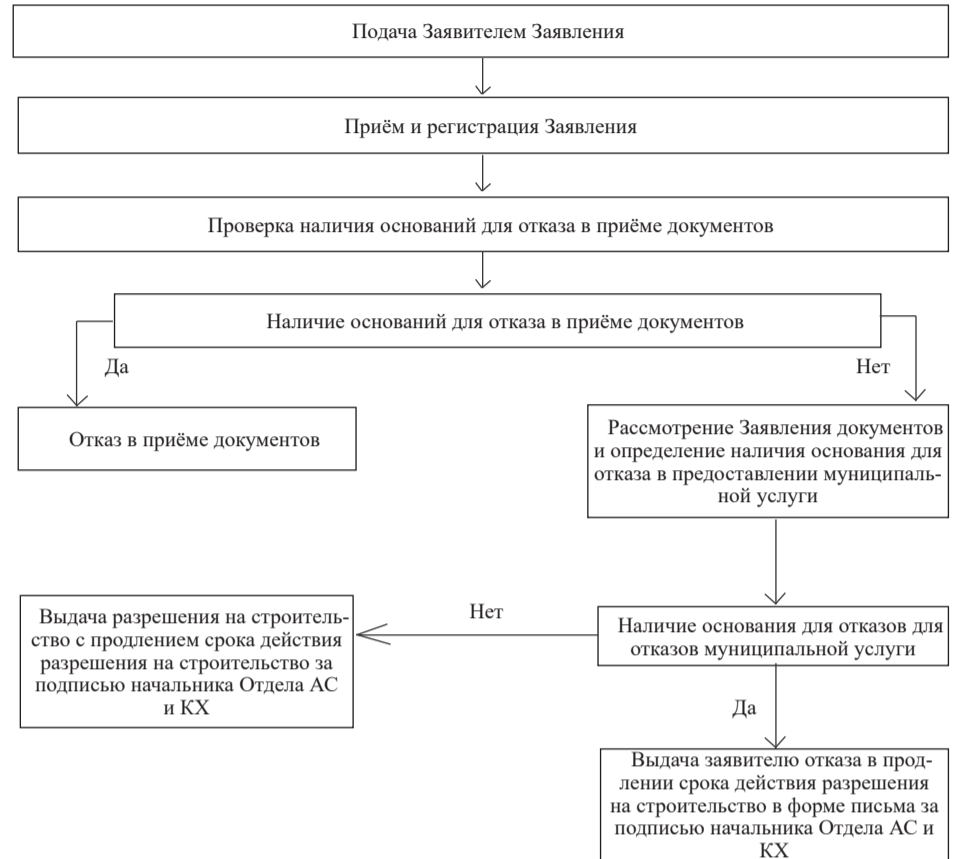 Подача Заявителем Заявления
Приём и регистрация Заявления
Проверка наличия оснований для отказа в приёме документов
Наличие оснований для отказа в приёме документов
Да
Нет
Отказ в приёме документов
Рассмотрение Заявления документов
и определение наличия основания для
отказа в предоставлении муниципаль-
ной услуги
Выдача разрешения на строитель-
ство с продлением срока действия
разрешения на строительство за
подписью начальника Отдела АС
и КХ
Нет
Наличие основания для отказов для
отказов муниципальной услуги
Да
Выдача заявителю отказа в прод-
лении срока действия разрешения
на строительство в форме письма за
подписью начальника Отдела АС и
КХ